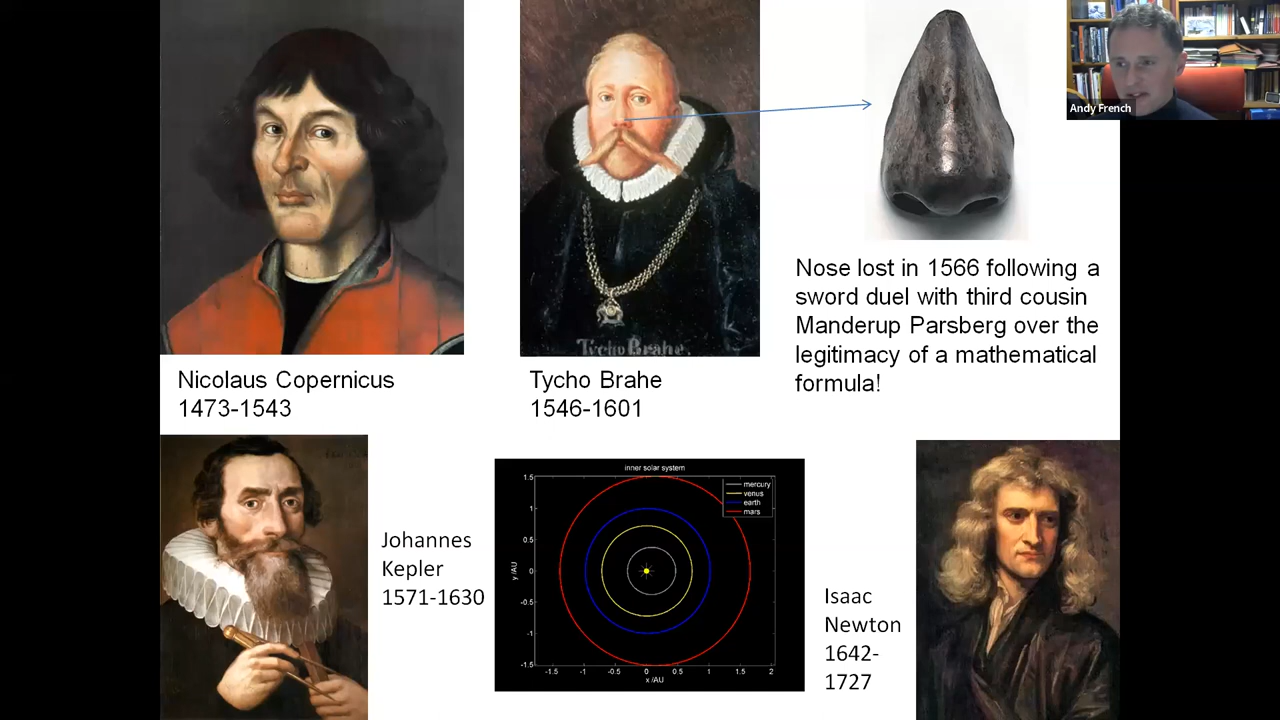 Andy French
Tycho Brahe.
Nose lost in 1566 following a
sword duel with third cousin
Manderup Parsberg over the
legitimacy of a mathematical
formula!
Nicolaus Copernicus
1473-1543
Tycho Brahe
1546-1601
Johannes
Kepler
1571-1630
inner solar system
mercury
venus
earth
mars
y /AU
1.5
1
0.5
0
-0.5
-1
-1.5
-1.5 -1 -0.5 0 0.5 1 1.5 2
x /AU
Isaac
Newton
1642-
1727